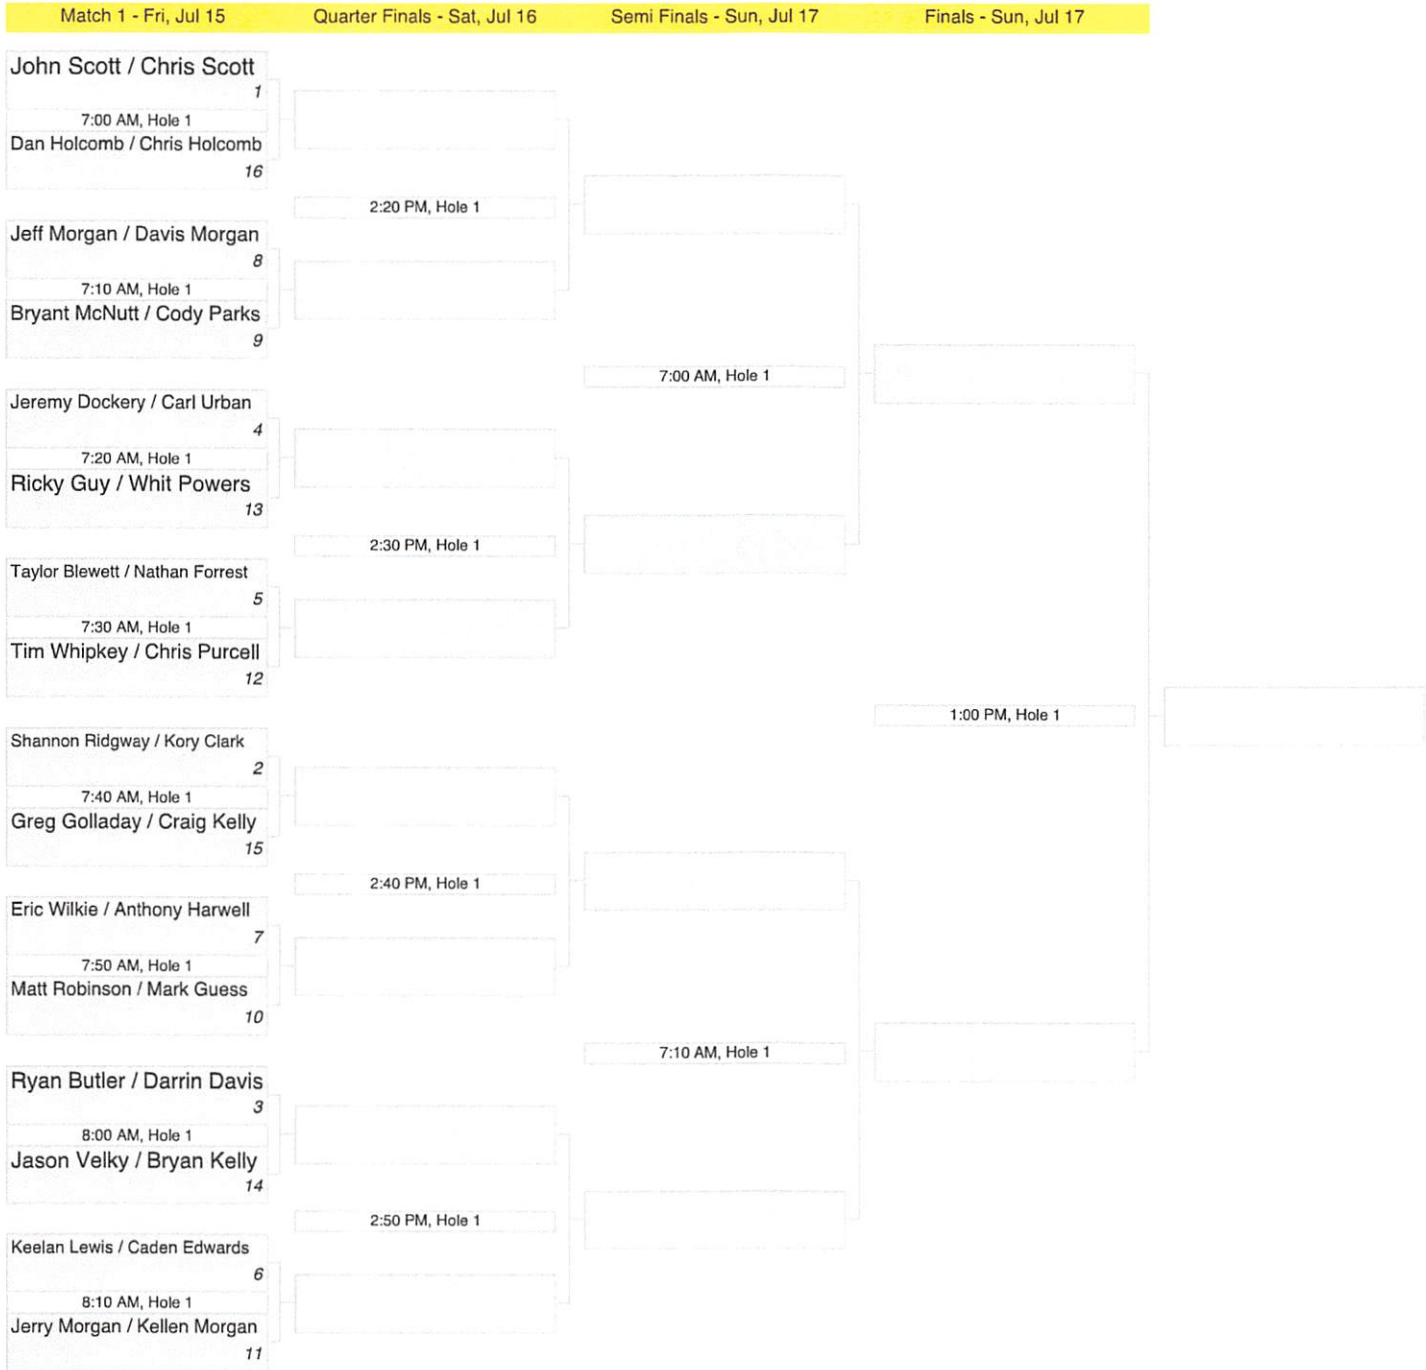 Match 1 - Fri, Jul 15
Quarter Finals - Sat, Jul 16
Semi Finals - Sun, Jul 17
Finals - Sun, Jul 17
John Scott / Chris Scott
1
7:00 AM, Hole 1
Dan Holcomb / Chris Holcomb
16
2:20 PM, Hole 1
Jeff Morgan / Davis Morgan
8
7:10 AM, Hole 1
Bryant McNutt / Cody Parks
9
7:00 AM, Hole 1
Jeremy Dockery / Carl Urban
4
7:20 AM, Hole 1
Ricky Guy / Whit Powers
13
2:30 PM, Hole 1
Taylor Blewett / Nathan Forrest
5
7:30 AM, Hole 1
Tim Whipkey / Chris Purcell
12
1:00 PM, Hole 1
Shannon Ridgway / Kory Clark
2
7:40 AM, Hole 1
Greg Golladay / Craig Kelly
15
2:40 PM, Hole 1
Eric Wilkie / Anthony Harwell
7
7:50 AM, Hole 1
Matt Robinson / Mark Guess
10
7:10 AM, Hole 1
Ryan Butler / Darrin Davis
3
8:00 AM, Hole 1
Jason Velky / Bryan Kelly
14
2:50 PM, Hole 1
Keelan Lewis / Caden Edwards
6
8:10 AM, Hole 1
Jerry Morgan / Kellen Morgan
11